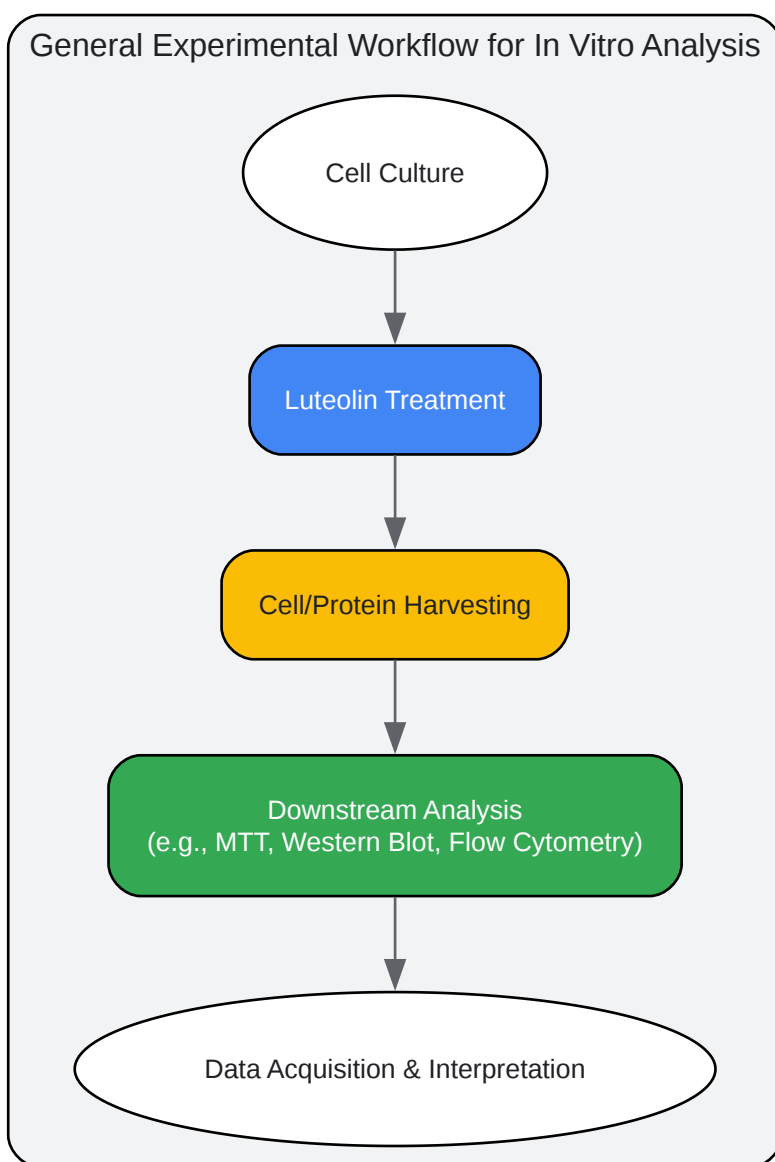 General Experimental Workflow for In Vitro Analysis
Cell Culture
Luteolin Treatment
Cell/Protein Harvesting
Downstream Analysis
(e.g., MTT, Western Blot, Flow Cytometry)
Data Acquisition & Interpretation